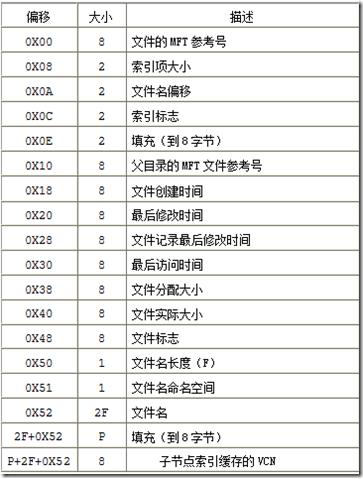 偏移 大小 描述
0X00 8 文件的MFT参考号
0X08 2 索引项大小
0X0A 2 文件名偏移
0X0C 2 索引标志
0X0E 2 填充（到8字节）
0X10 8 父目录的MFT文件参考号
0X18 8 文件创建时间
0X20 8 最后修改时间
0X28 8 文件记录最后修改时间
0X30 8 最后访问时间
0X38 8 文件分配大小
0X40 8 文件实际大小
0X48 8 文件标志
0X50 1 文件名长度（F）
0X51 1 文件名命名空间
0X52 2F 文件名
2F+0X52 P 填充（到8字节）
P+2F+0X52 8 子节点索引缓存的VCN